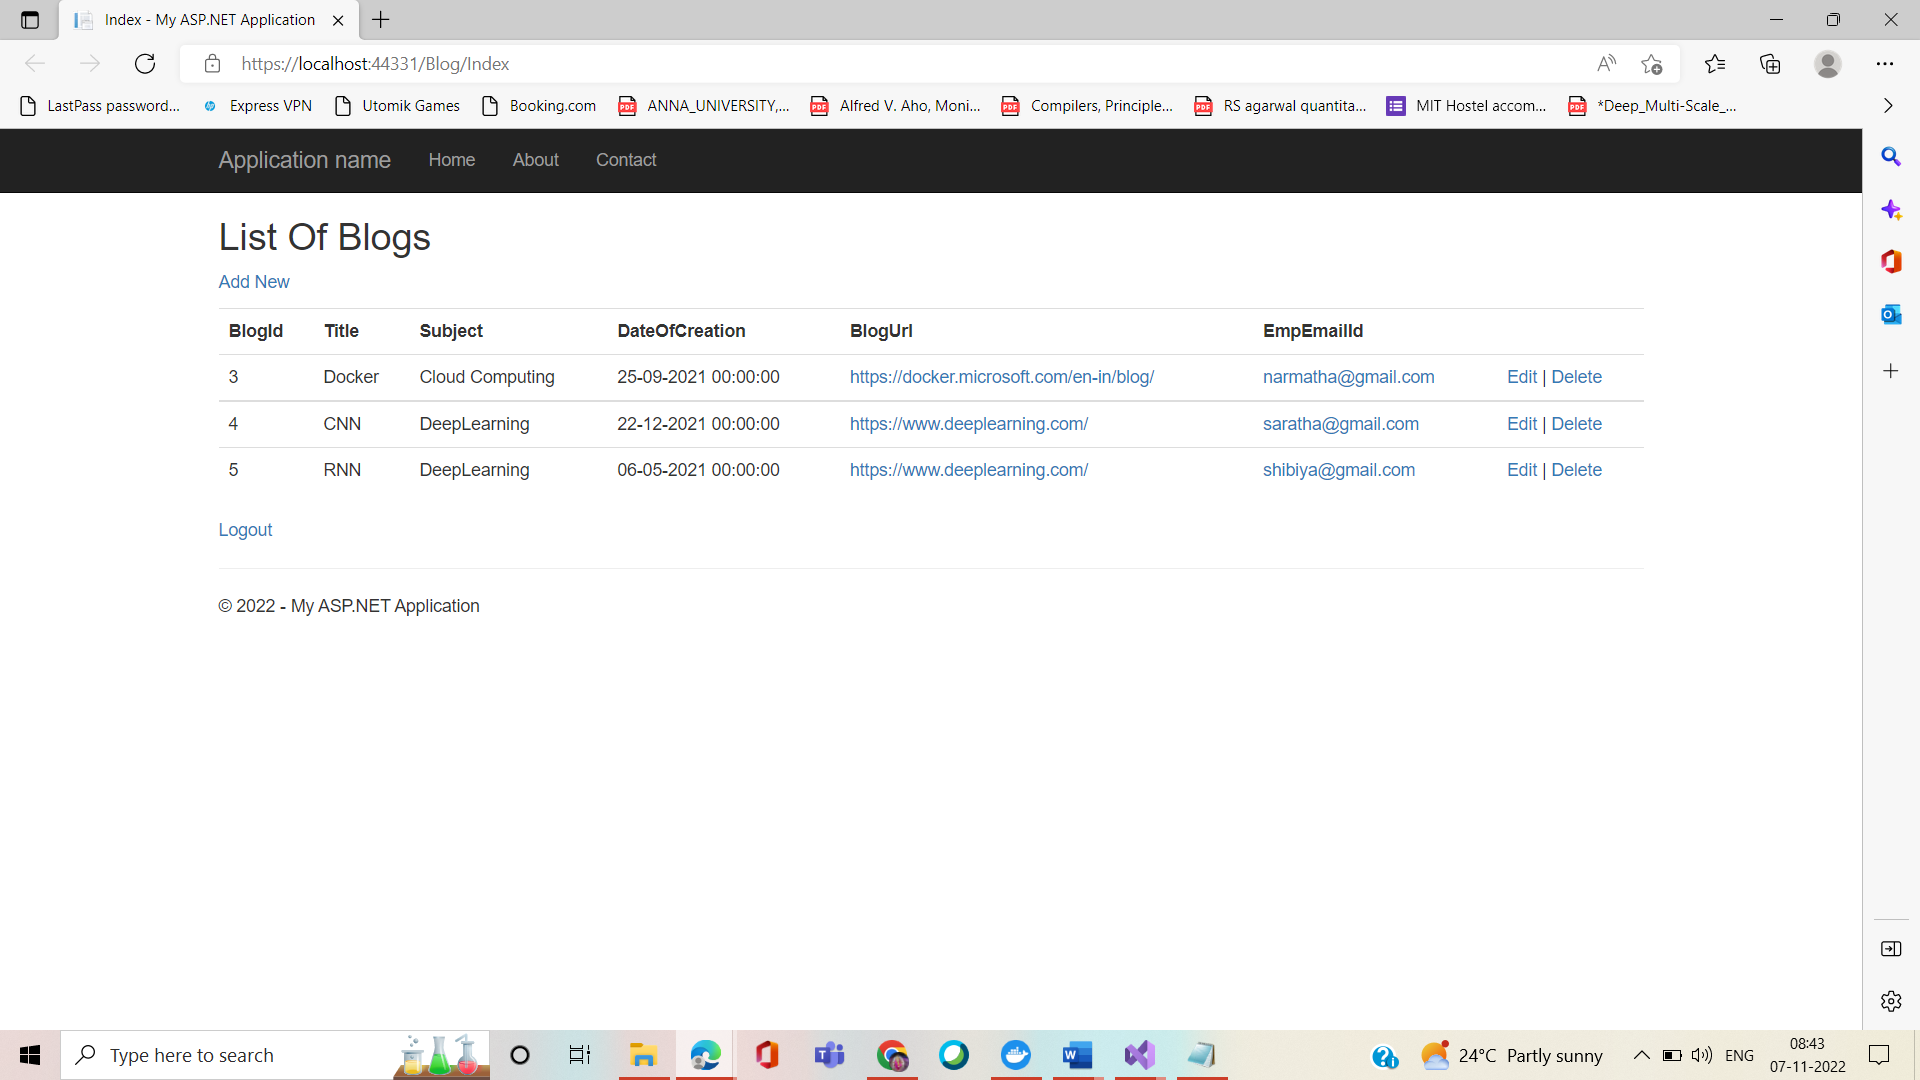 Index - My ASP.NET Application
https://localhost:44331/Blog/Index
LastPass password... Express VPN Utomik Games Booking.com ANNA_UNIVERSITY,... Alfred V. Aho, Moni... Compilers, Principle... RS agarwal quantita... MIT Hostel accom... *Deep_Multi-Scale_...
Application name Home About Contact
List Of Blogs
Add New
BlogId Title Subject DateOfCreation BlogUrl EmpEmailId
3 Docker Cloud Computing 25-09-2021 00:00:00 https://docker.microsoft.com/en-in/blog/ narmatha@gmail.com Edit | Delete
4 CNN DeepLearning 22-12-2021 00:00:00 https://www.deeplearning.com/ saratha@gmail.com Edit | Delete
5 RNN DeepLearning 06-05-2021 00:00:00 https://www.deeplearning.com/ shibiya@gmail.com Edit | Delete
Logout
© 2022 - My ASP.NET Application
Type here to search 24°C Partly sunny ENG 08:43
07-11-2022